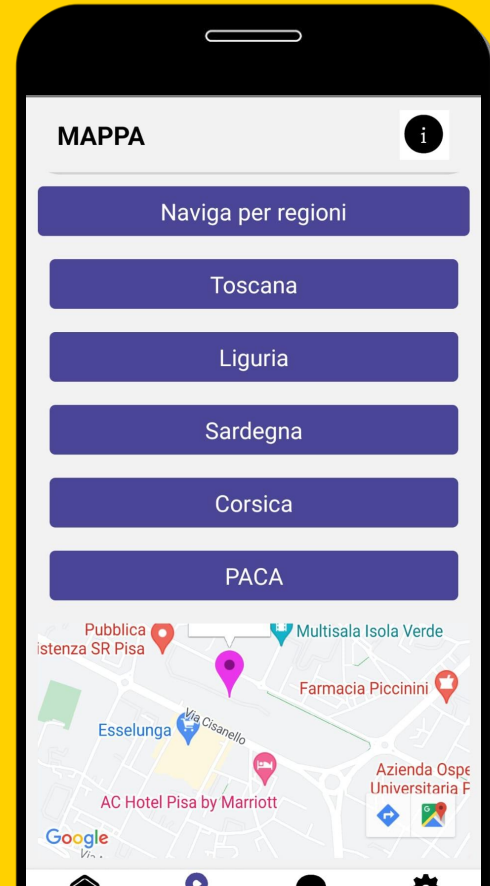 MAPPA
i
Naviga per regioni
Toscana
Liguria
Sardegna
Corsica
PACA
Pubblica
istenza SR Pisa
Multisala Isola Verde
Farmacia Piccinini
Via Cisanello
Esselunga
Azienda Ospe
Universitaria P
AC Hotel Pisa by Marriott
G
Google
Via